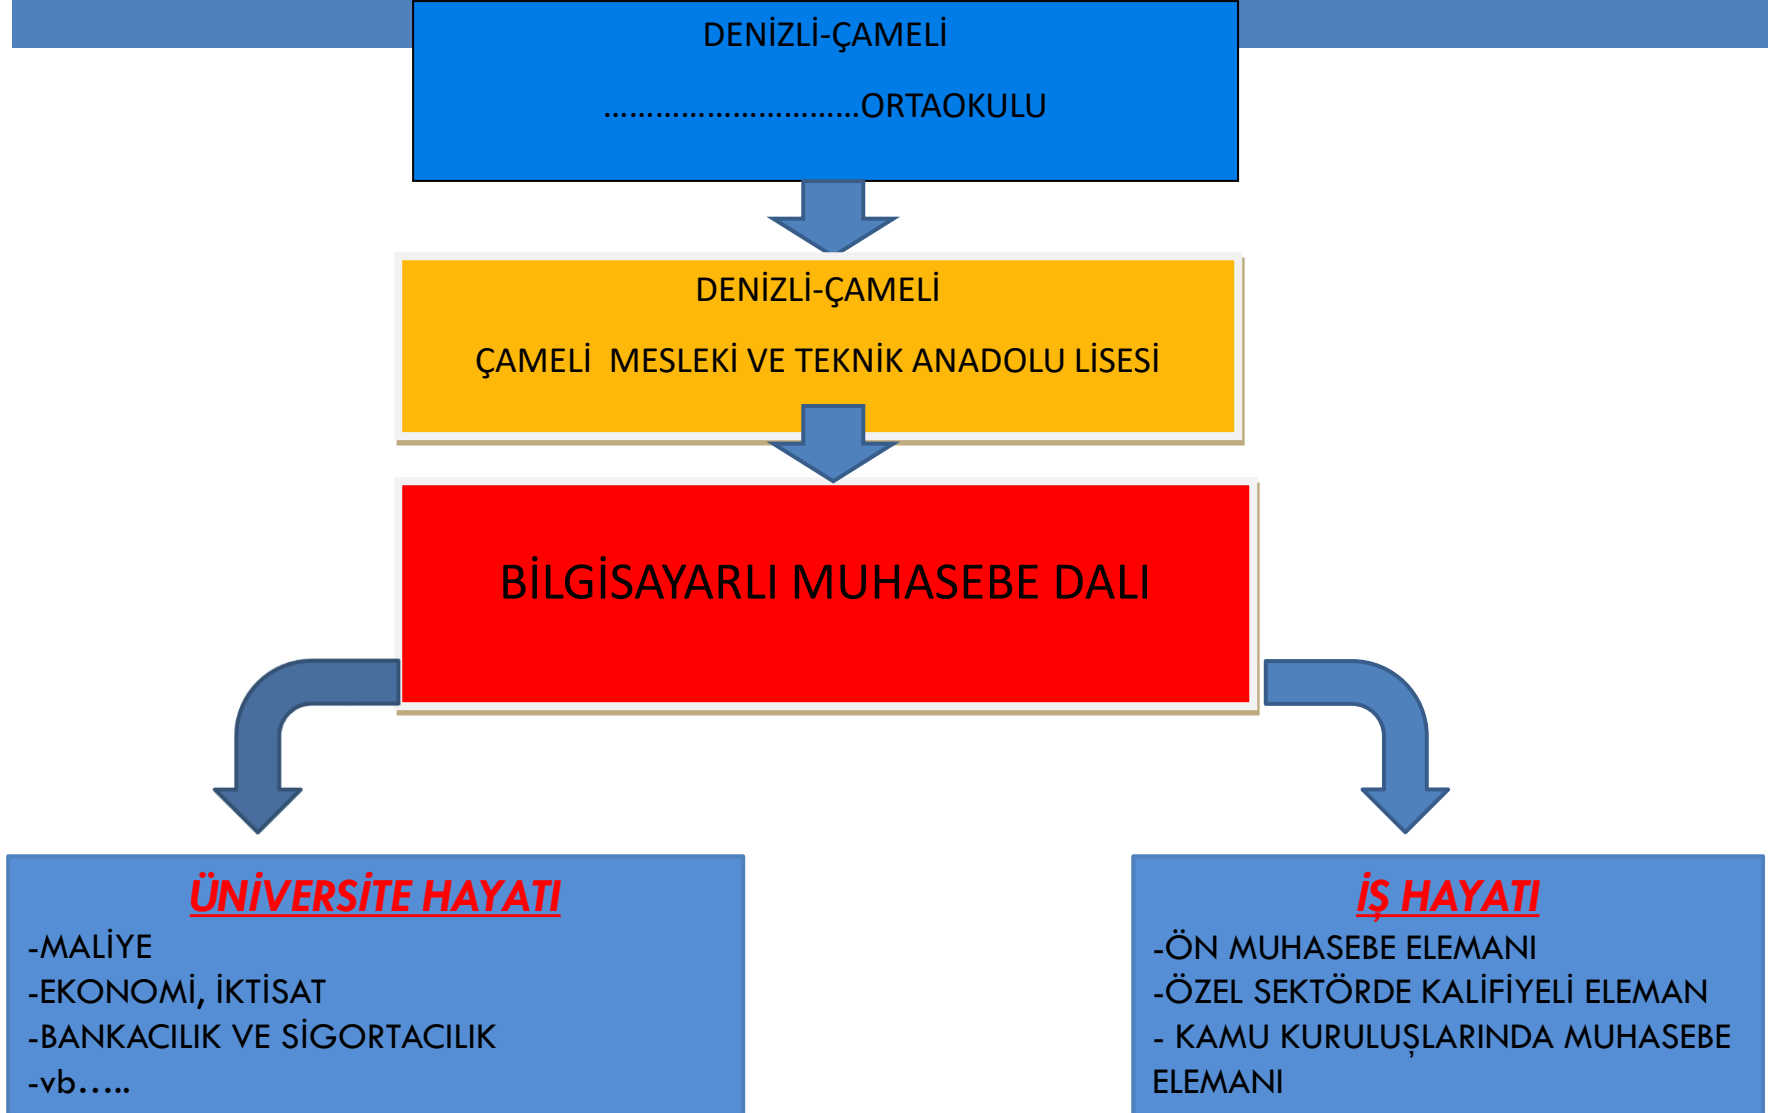 DENİZLİ-ÇAMELİ
…………………………ORTAOKULU
DENİZLİ-ÇAMELİ
ÇAMELİ  MESLEKİ VE TEKNİK ANADOLU LİSESİ
BİLGİSAYARLI MUHASEBE DALI
ÜNİVERSİTE HAYATI
-MALİYE
-EKONOMİ, İKTİSAT
-BANKACILIK VE SİGORTACILIK
-vb…..
İŞ HAYATI
-ÖN MUHASEBE ELEMANI
-ÖZEL SEKTÖRDE KALİFİYELİ ELEMAN
- KAMU KURULUŞLARINDA MUHASEBE
ELEMANI